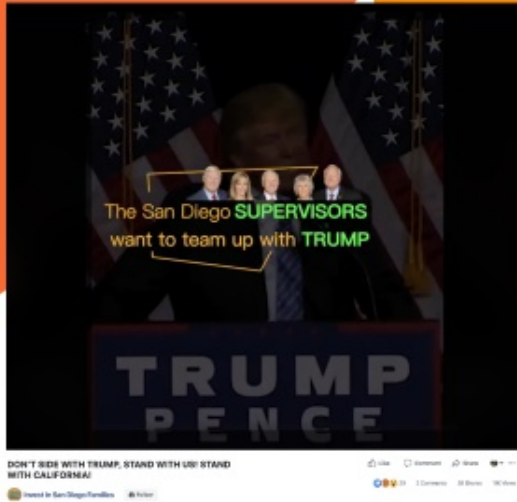 The San Diego SUPERVISORS
want to team up with TRUMP
TRUMP
PENCE
DON'T SIDE WITH TRUMP, STAND WITH US! STAND
WITH CALIFORNIA!
Like Comment Share
Invest in San Diego Families Follow